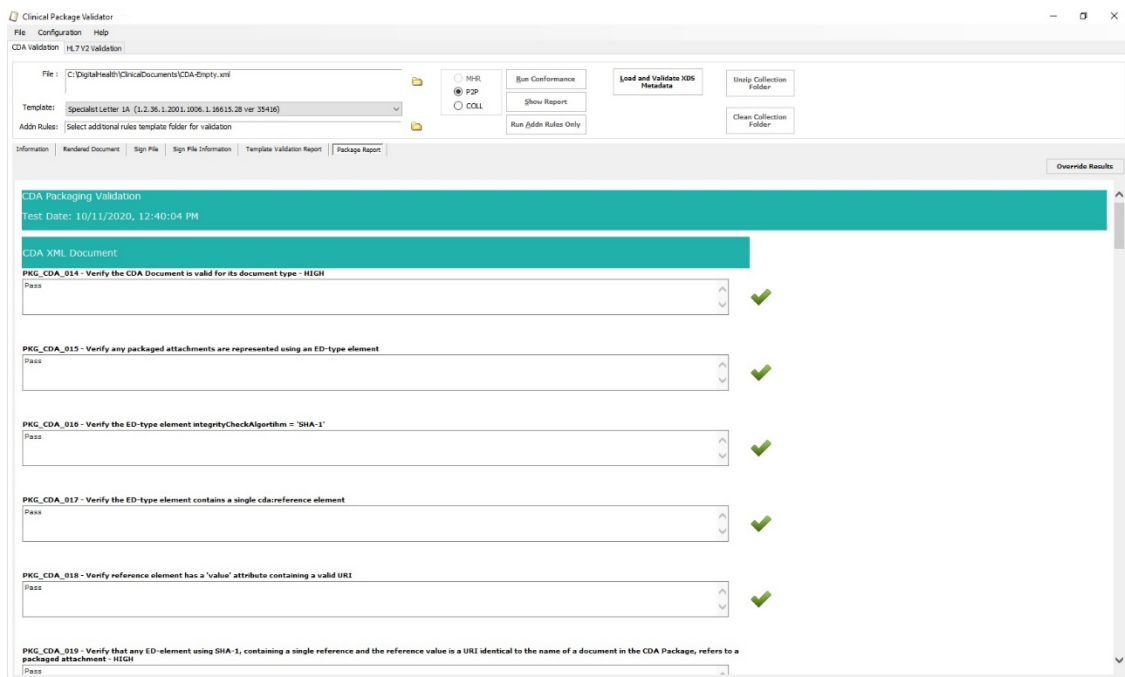 Clinical Package Validator
File Configuration Help
CDA Validation HL7 V2 Validation
File : C:\DigitalHealth\ClinicalDocuments\CDA-Empty.xml
MHR
P2P
COLL
Run Conformance
Show Report
Run Addn Rules Only
Load and Validate XDS
Metadata
Unzip Collection
Folder
Clean Collection
Folder
Template: Specialist Letter 1A (1.2.36.1.2001.1006.1.16615.28 ver 35416)
Addn Rules: Select additional rules template folder for validation
Information Rendered Document Sign File Sign File Information Template Validation Report Package Report
Override Results
CDA Packaging Validation
Test Date: 10/11/2020, 12:40:04 PM
CDA XML Document
PKG_CDA_014 - Verify the CDA Document is valid for its document type - HIGH
Pass
PKG_CDA_015 - Verify any packaged attachments are represented using an ED-type element
Pass
PKG_CDA_016 - Verify the ED-type element integrityCheckAlgortihm = 'SHA-1'
Pass
PKG_CDA_017 - Verify the ED-type element contains a single cda:reference element
Pass
PKG_CDA_018 - Verify reference element has a 'value' attribute containing a valid URI
Pass
PKG_CDA_019 - Verify that any ED-element using SHA-1, containing a single reference and the reference value is a URI identical to the name of a document in the CDA Package, refers to a
packaged attachment - HIGH
Pass